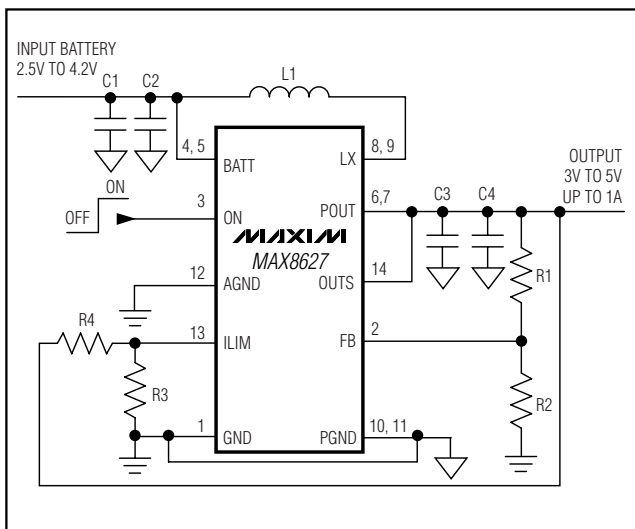 INPUT BATTERY
2.5V TO 4.2V
C1
C2
L1
4, 5
BATT
8, 9
LX
OUTPUT
3V TO 5V
UP TO 1A
ON
OFF
3
ON
6,7
POUT
C3
C4
MAXIM
MAX8627
12
AGND
14
OUTS
R1
R4
13
ILIM
2
FB
R3
R2
1
GND
10, 11
PGND